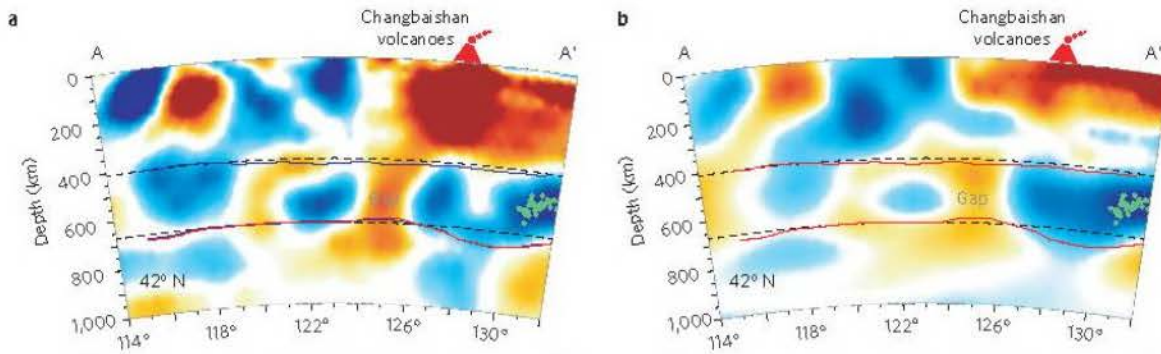 a
Changbaishan
volcanoes
A
A'
0
200
400
600
800
1,000
Depth (km)
Gap
42° N
114°
118°
122°
126°
130°
b
Changbaishan
volcanoes
A
A'
0
200
400
600
800
1,000
Depth (km)
Gap
42° N
114°
118°
122°
126°
130°